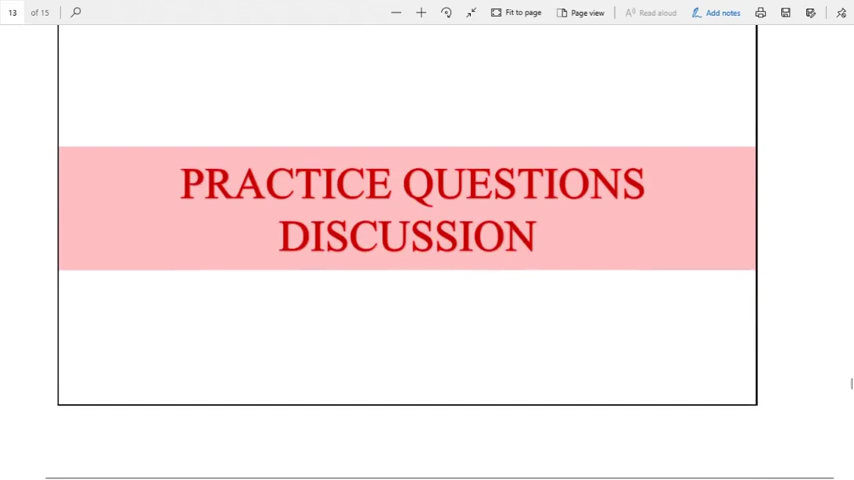 13 of 15 Fit to page Page view Read aloud Add notes
PRACTICE QUESTIONS
DISCUSSION